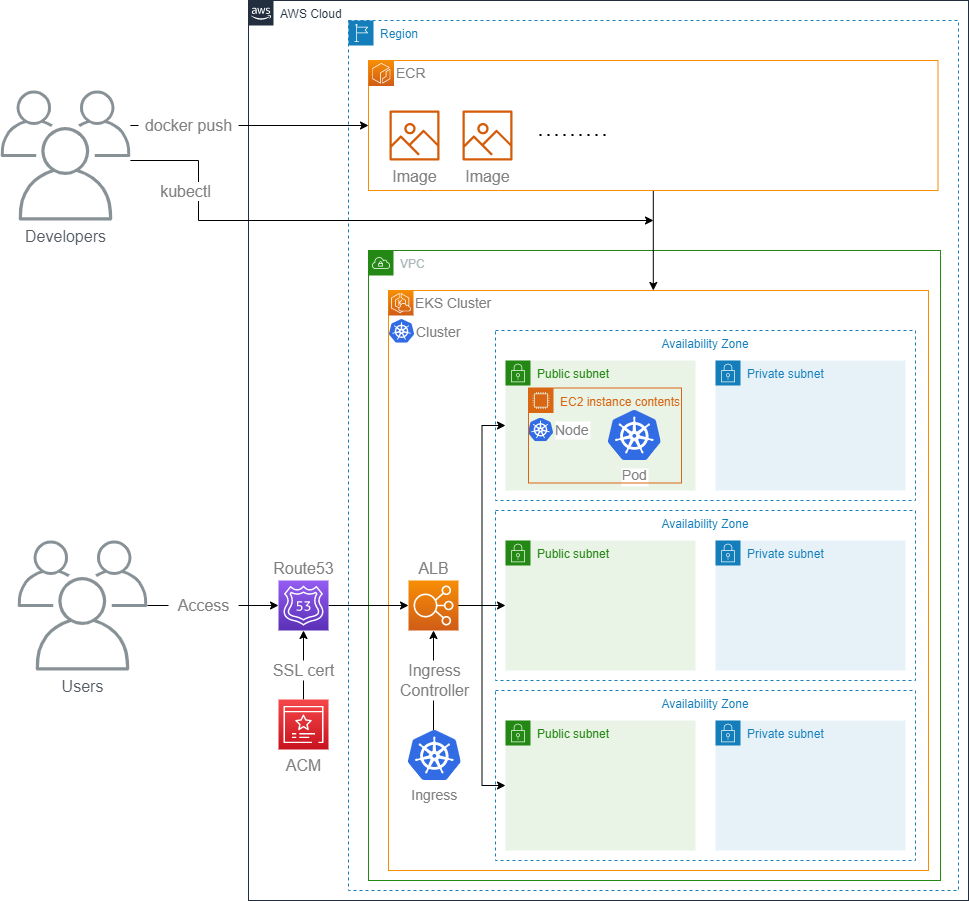 aws
AWS Cloud
Region
ECR
docker push
Image
Image
.........
kubectl
Developers
VPC
EKS Cluster
Cluster
Availability Zone
Public subnet
Private subnet
EC2 instance contents
Node
Pod
Availability Zone
Public subnet
Private subnet
Route53
ALB
53
Access
SSL cert
Ingress
Controller
Users
Availability Zone
Public subnet
Private subnet
ACM
Ingress